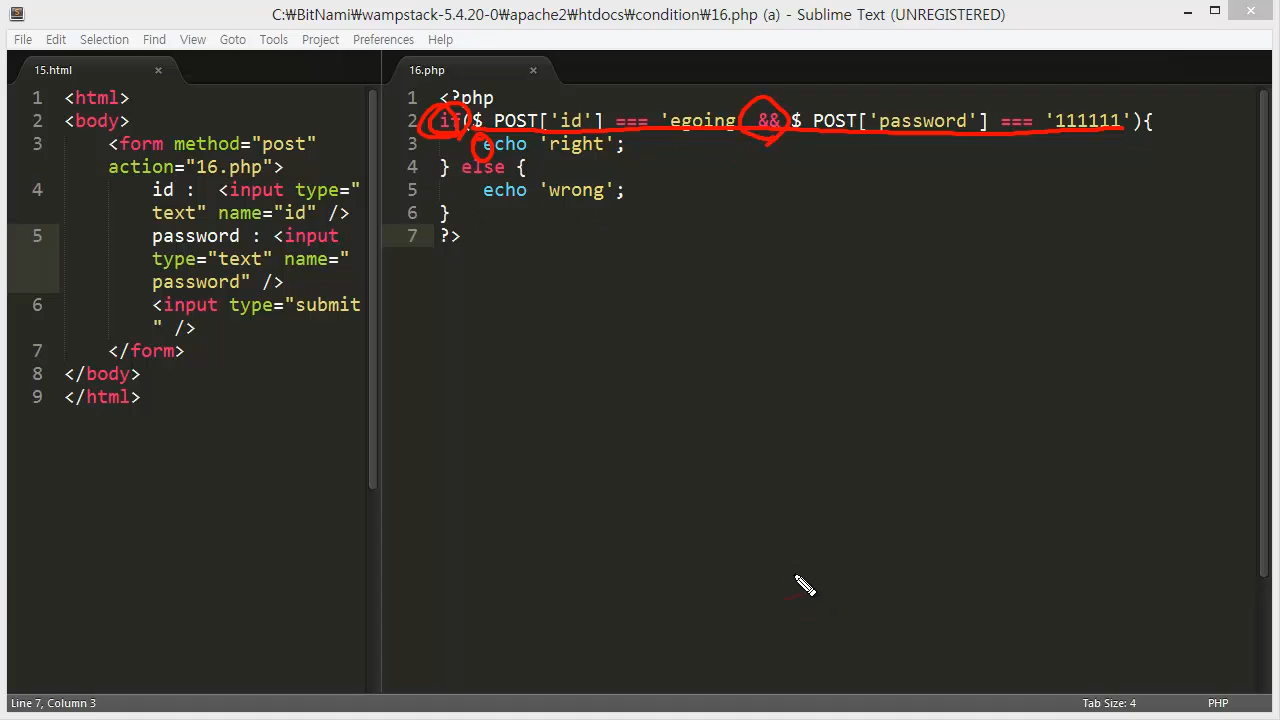 C:₩BitNami₩wampstack-5.4.20-0₩apache2₩htdocs₩condition₩16.php (a) - Sublime Text (UNREGISTERED)
File Edit Selection Find View Goto Tools Project Preferences Help
15.html
1 <html>
2 <body>
3 <form method="post"
action="16.php">
4 id : <input type="
text" name="id" />
5 password : <input
type="text" name="
password" />
6 <input type="submit
" />
7 </form>
8 </body>
9 </html>
16.php
1 <?php
2 if($_POST['id'] === 'egoing' && $_POST['password'] === '111111'){
3 echo 'right';
4 } else {
5 echo 'wrong';
6 }
7 ?>
Line 7, Column 3
Tab Size: 4
PHP